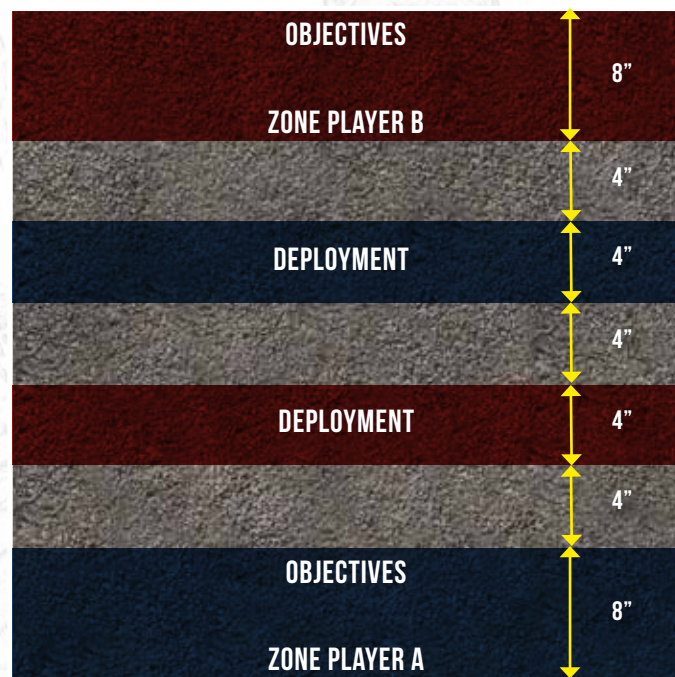 OBJECTIVES
8”
ZONE PLAYER B
4”
DEPLOYMENT
4”
4”
DEPLOYMENT
4”
4”
OBJECTIVES
8”
ZONE PLAYER A